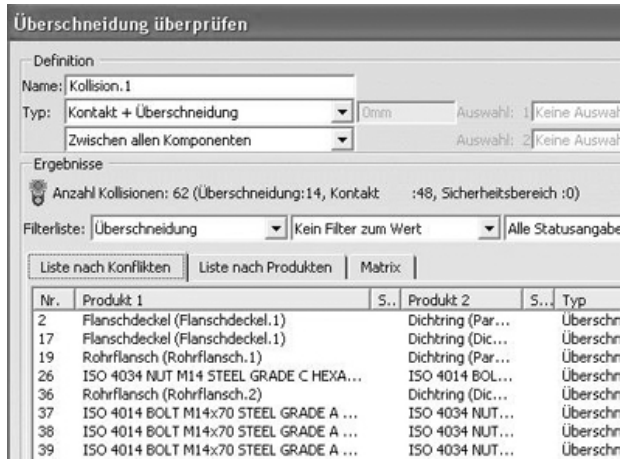 Überschneidung überprüfen
Definition
Name: Kollision.1
Typ: Kontakt + Überschneidung 0mm Auswahl: 1 Keine Auswahl
Zwischen allen Komponenten Auswahl: 2 Keine Auswahl
Ergebnisse
Anzahl Kollisionen: 62 (Überschneidung:14, Kontakt :48, Sicherheitsbereich :0)
Filterliste: Überschneidung Kein Filter zum Wert Alle Statusangabe
Liste nach Konflikten Liste nach Produkten Matrix
Nr. Produkt 1 S.. Produkt 2 S... Typ
2 Flanschdeckel (Flanschdeckel.1) Dichtring (Par... Überschn
17 Flanschdeckel (Flanschdeckel.1) Dichtring (Dic... Überschn
19 Rohrflansch (Rohrflansch.1) Dichtring (Par... Überschn
26 ISO 4034 NUT M14 STEEL GRADE C HEXA... ISO 4014 BOL... Überschn
36 Rohrflansch (Rohrflansch.2) Dichtring (Dic... Überschn
37 ISO 4014 BOLT M14x70 STEEL GRADE A ... ISO 4034 NUT... Überschn
38 ISO 4014 BOLT M14x70 STEEL GRADE A ... ISO 4034 NUT... Überschn
39 ISO 4014 BOLT M14x70 STEEL GRADE A ... ISO 4034 NUT... Überschn